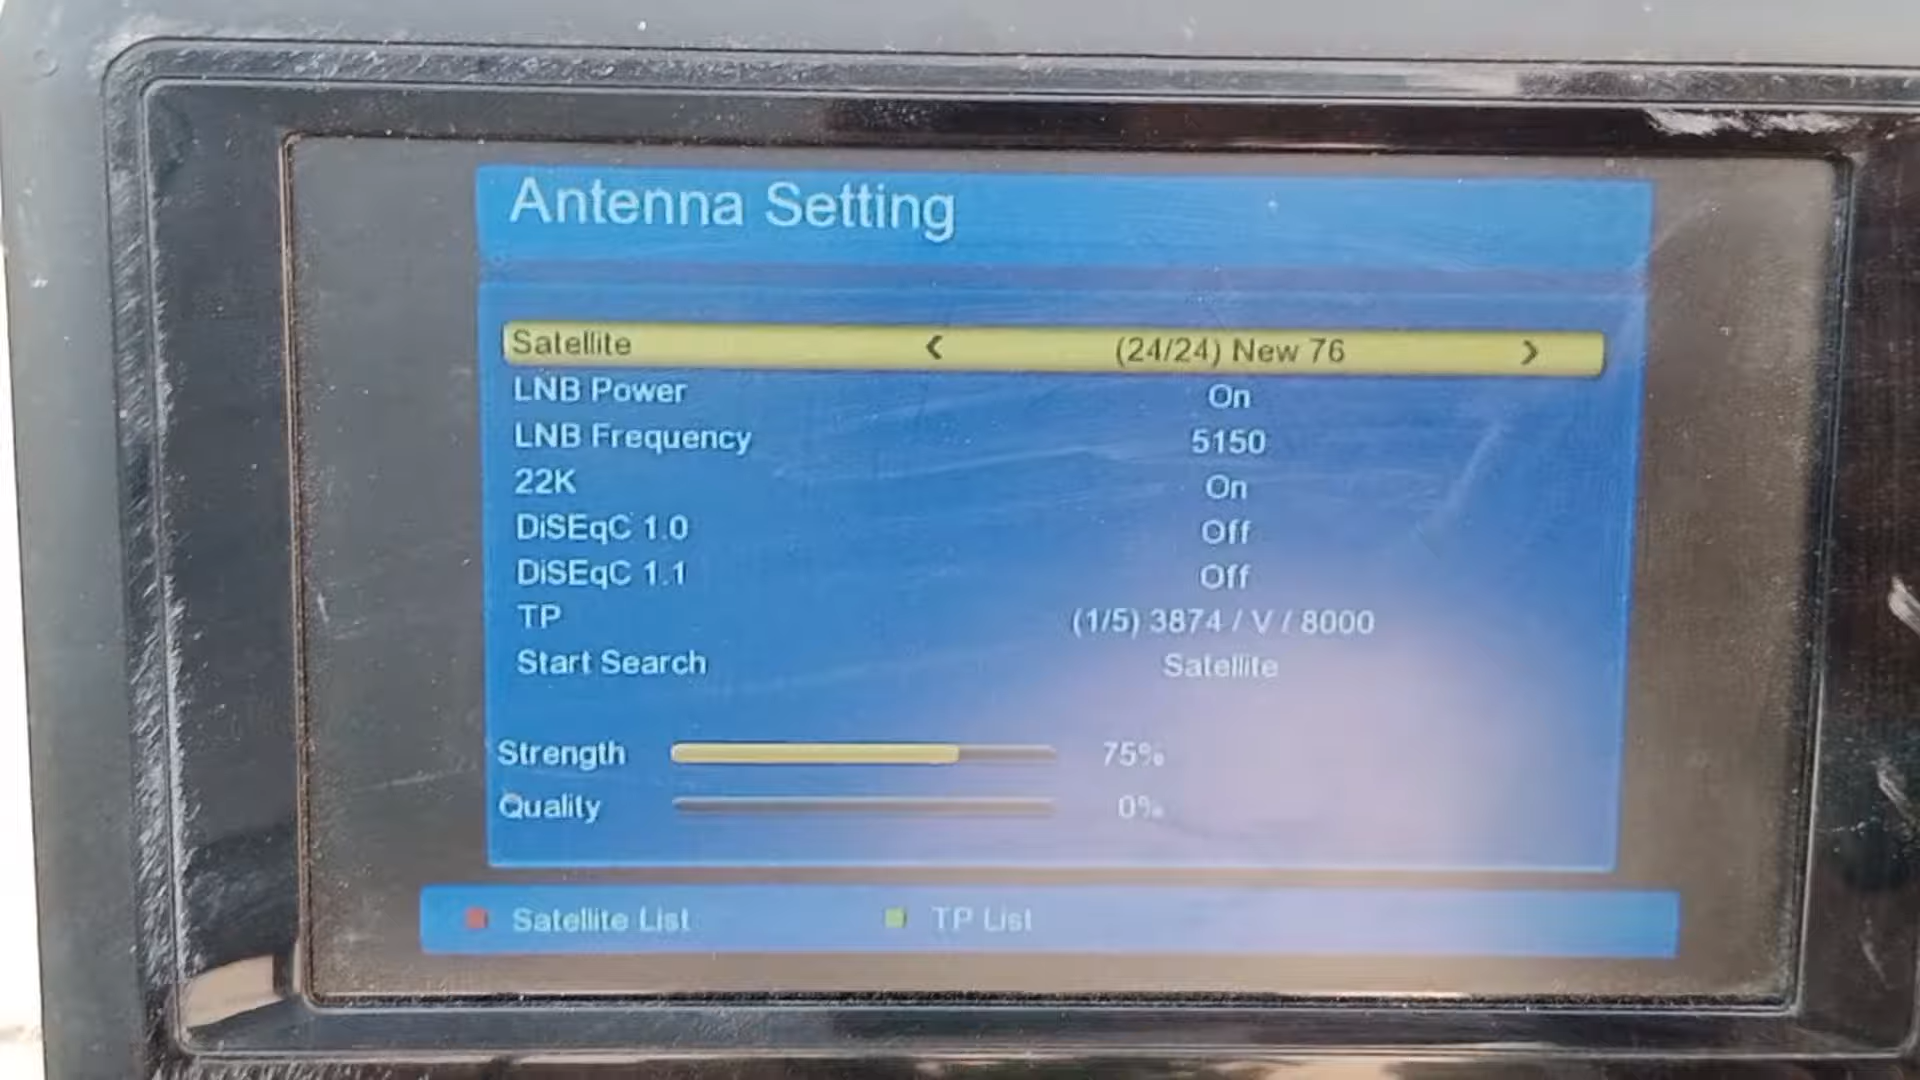 Antenna Setting
Satellite < (24/24) New 76 >
LNB Power On
LNB Frequency 5150
22K On
DiSEqC 1.0 Off
DiSEqC 1.1 Off
TP (1/5) 3874 / V / 8000
Start Search Satellite
Strength 75%
Quality 0%
Satellite List TP List